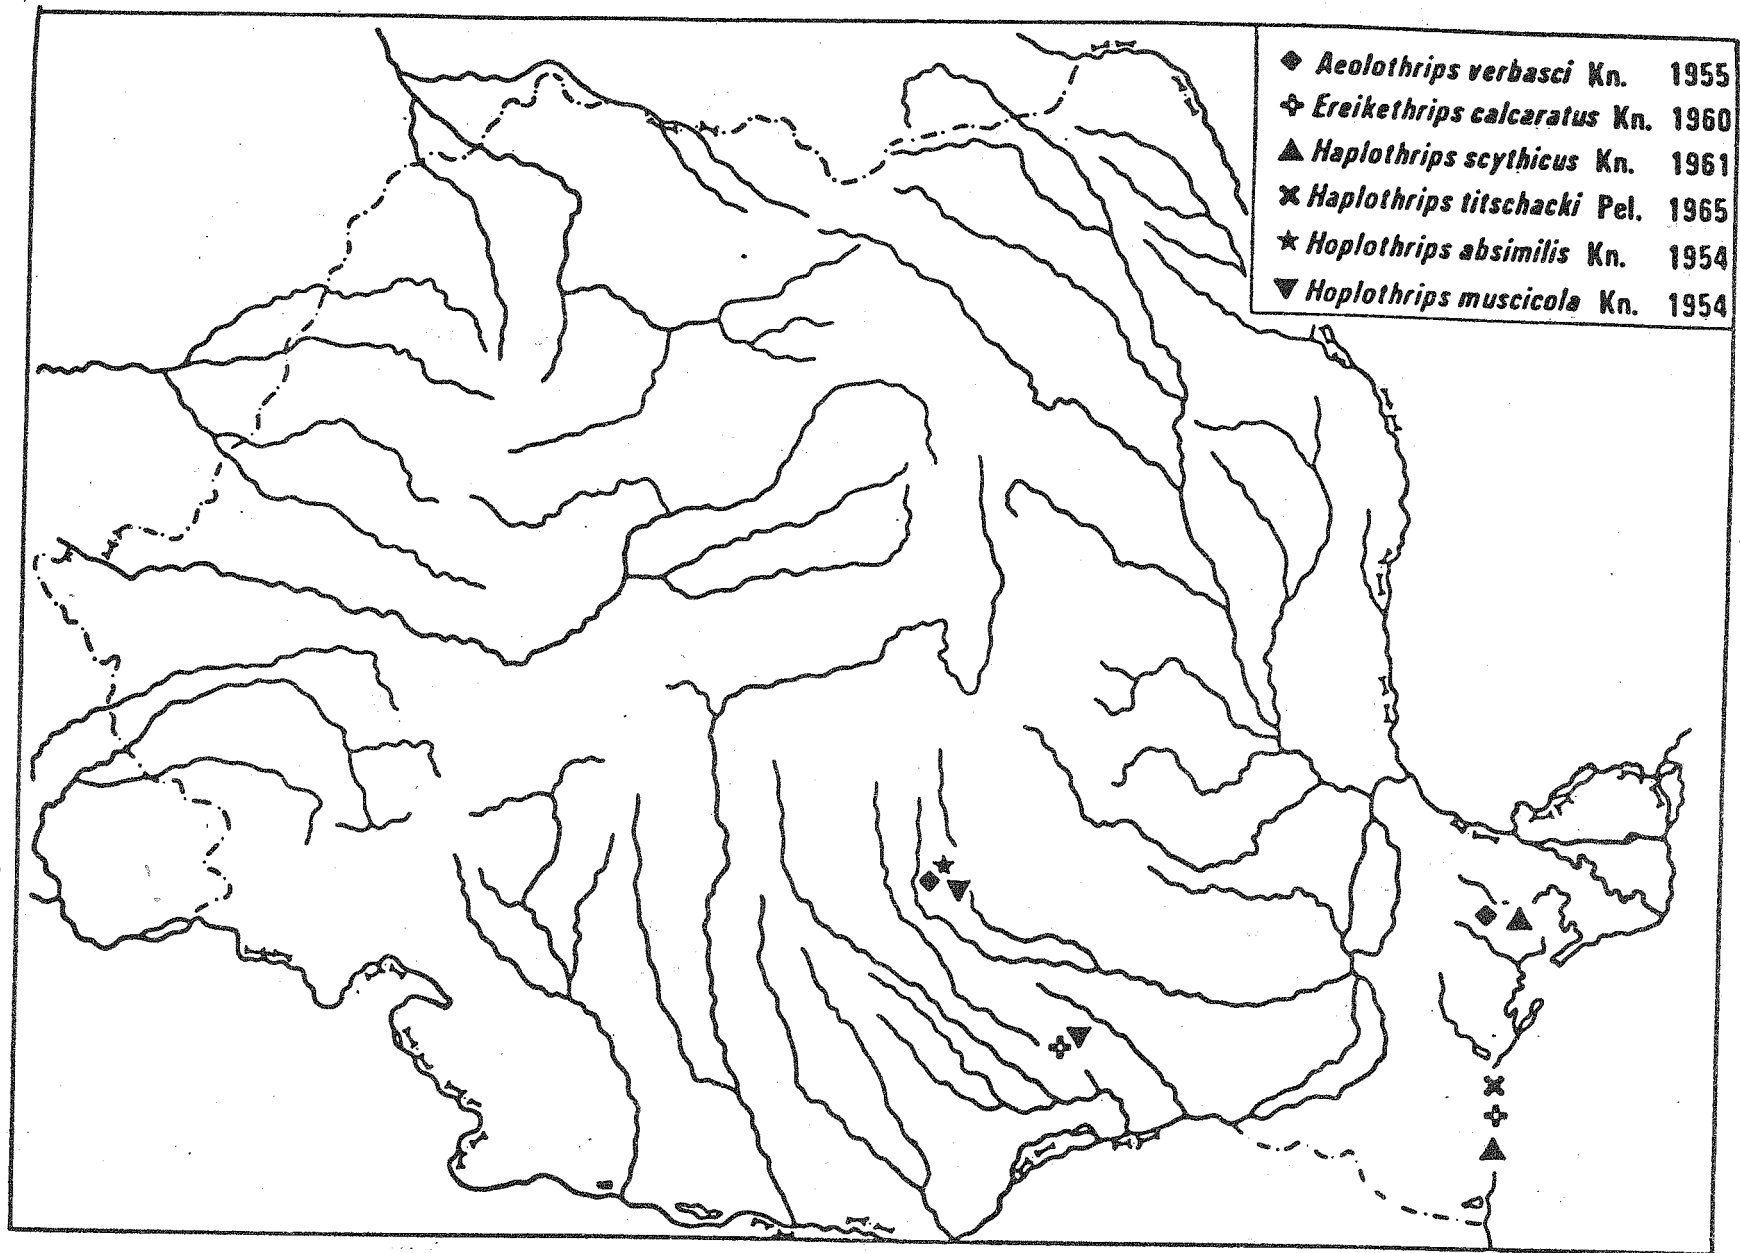 ◆ Aeolothrips verbasci Kn. 1955
Ereikethrips calcaratus Kn. 1960
▲ Haplothrips scythicus Kn. 1961
✖ Haplothrips titschacki Pel. 1965
★ Hoplothrips absimilis Kn. 1954
▼ Hoplothrips muscicola Kn. 1954